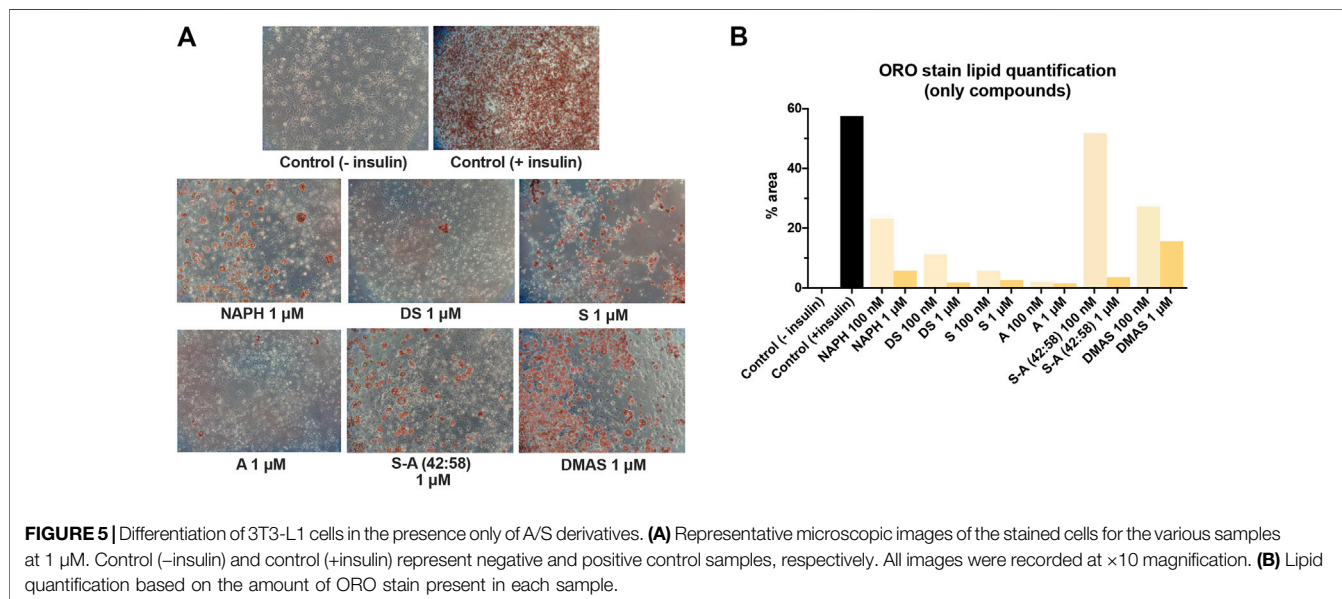 A
Control (- insulin)
Control (+ insulin)
NAPH 1 µM
DS 1 µM
S 1 µM
A 1 µM
S-A (42:58)
1 µM
DMAS 1 µM
B
ORO stain lipid quantification
(only compounds)
% area
60
40
20
0
Control (- insulin)
Control (+insulin)
NAPH 100 nM
NAPH 1 µM
DS 100 nM
DS 1 µM
S 100 nM
S 1 µM
A 100 nM
A 1 µM
S-A (42:58) 100 nM
S-A (42:58) 1 µM
DMAS 100 nM
DMAS 1 µM
FIGURE 5 | Differentiation of 3T3-L1 cells in the presence only of A/S derivatives. (A) Representative microscopic images of the stained cells for the various samples
at 1 µM. Control (−insulin) and control (+insulin) represent negative and positive control samples, respectively. All images were recorded at ×10 magnification. (B) Lipid
quantification based on the amount of ORO stain present in each sample.